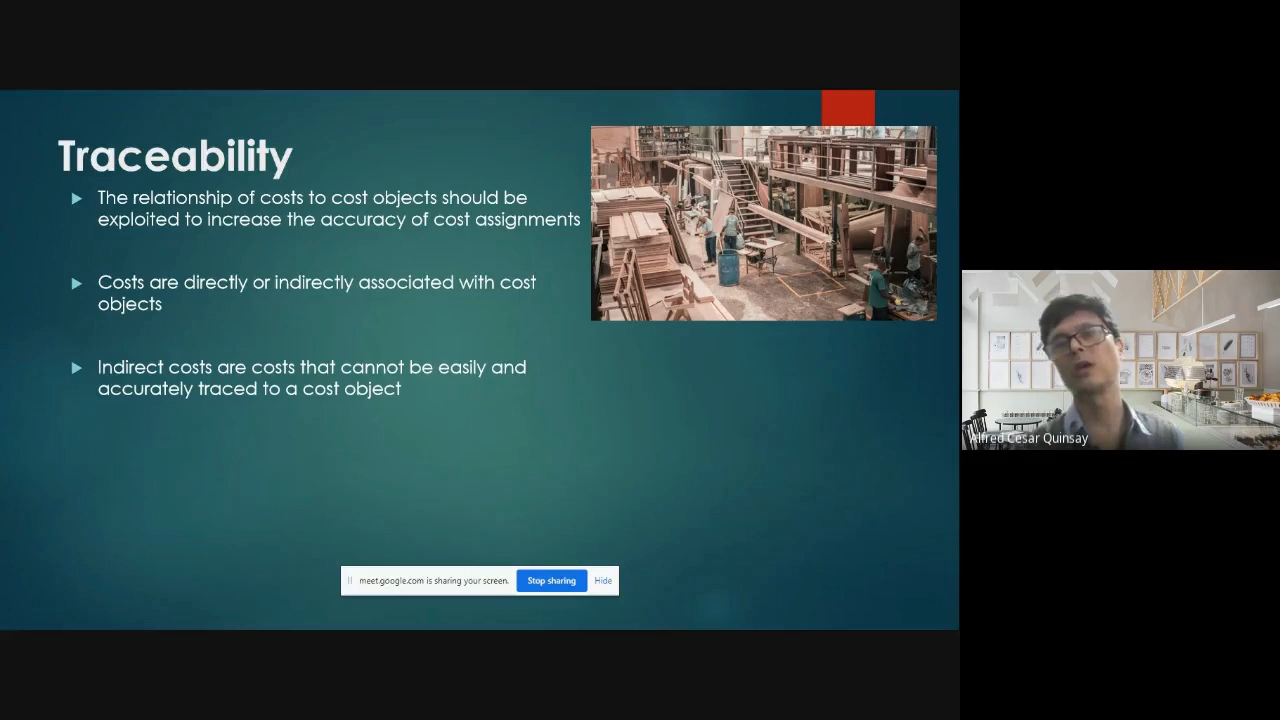 Traceability
The relationship of costs to cost objects should be
exploited to increase the accuracy of cost assignments
Costs are directly or indirectly associated with cost
objects
Indirect costs are costs that cannot be easily and
accurately traced to a cost object
meet.google.com is sharing your screen.
Stop sharing
Hide
Alfred Cesar Quinsay